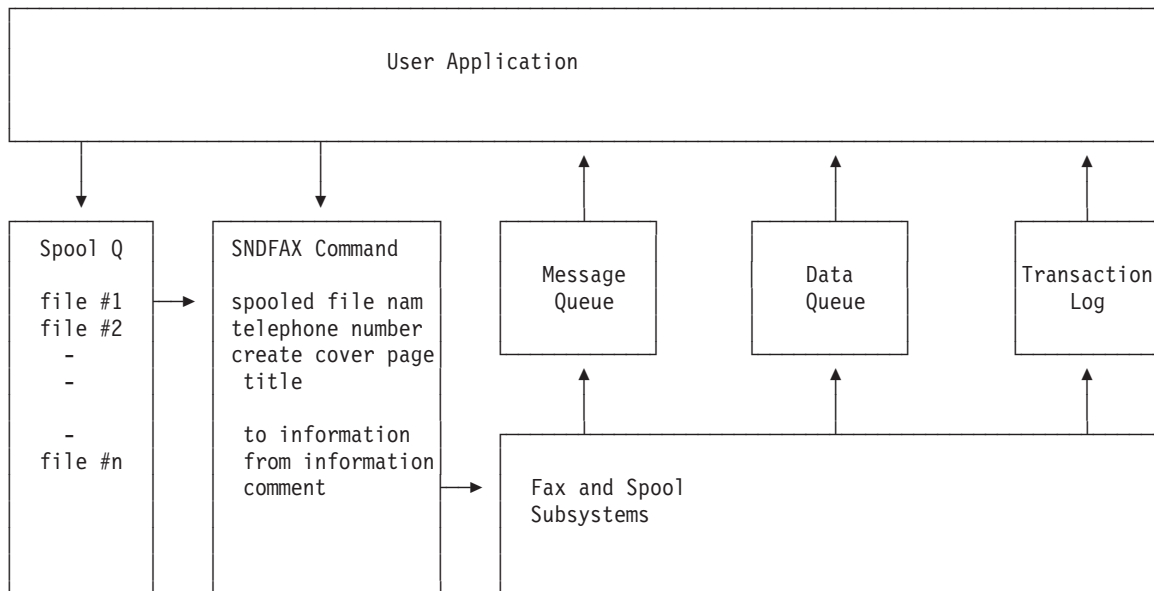 User Application
Spool Q
file #1
file #2
-
-
-
file #n
SNDFAX Command
spooled file nam
telephone number
create cover page
title
to information
from information
comment
Message
Queue
Data
Queue
Transaction
Log
Fax and Spool
Subsystems